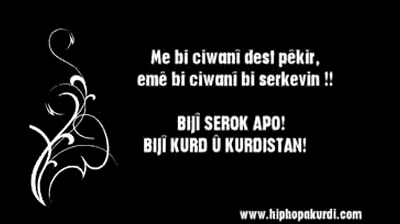 Me bi ciwanî dest pêkir,
emê bi ciwanî bi serkevin !!
BIJÎ SEROK APO!
BIJÎ KURD Û KURDISTAN!
www.hiphopakurdi.com